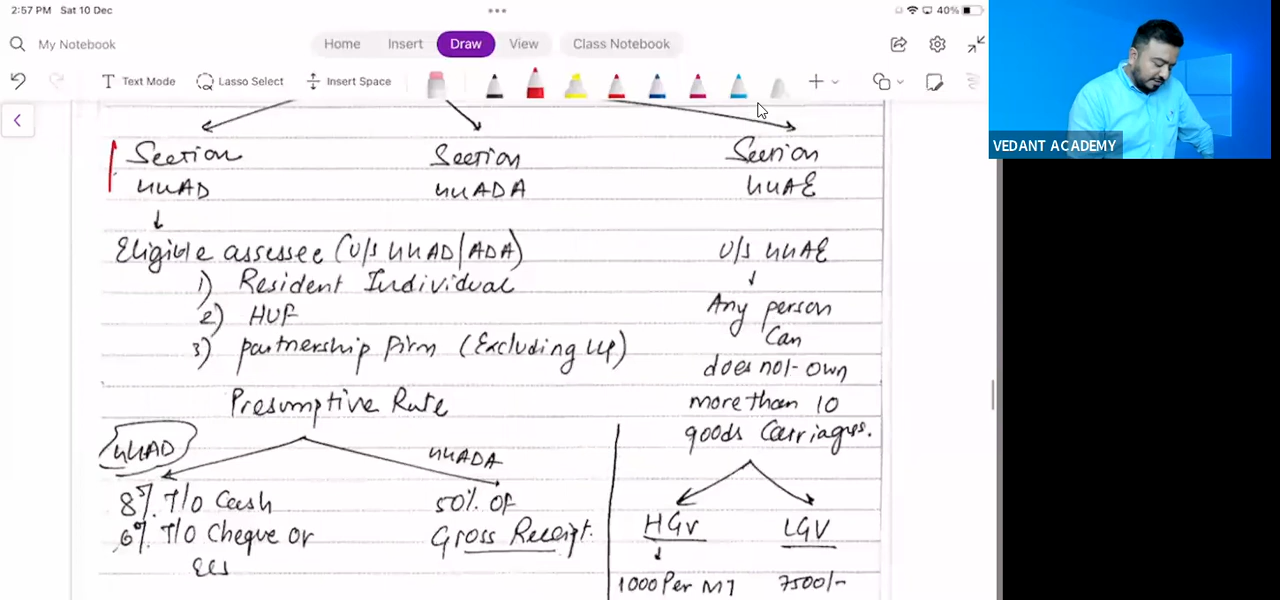 2:57 PM Sat 10 Dec
40%
My Notebook
Home Insert Draw View Class Notebook
Text Mode Lasso Select Insert Space
VEDANT ACADEMY
Section Section Section
44AD 44ADA 44AE
Eligible assessee (U/s 44AD/ADA) U/s 44AE
1) Resident Individual
2) HUF
3) partnership Firm (Excluding LLP)
Any person
Can
does not own
more than 10
goods Carriages.
Presumptive Rate
44AD 44ADA
8% T/o Cash
6% T/o Cheque or
ECS
50% OF
Gross Receipt.
HGV LGV
1000 Per MT 7500/-